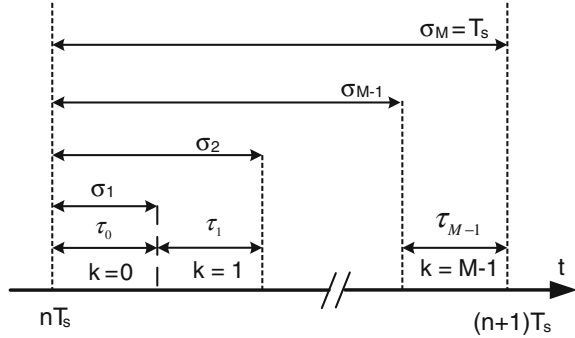 σM=Ts
σM-1
σ2
σ1
τ0 τ1 τM−1
k=0 k = 1 k = M-1 t
nTs (n+1)Ts